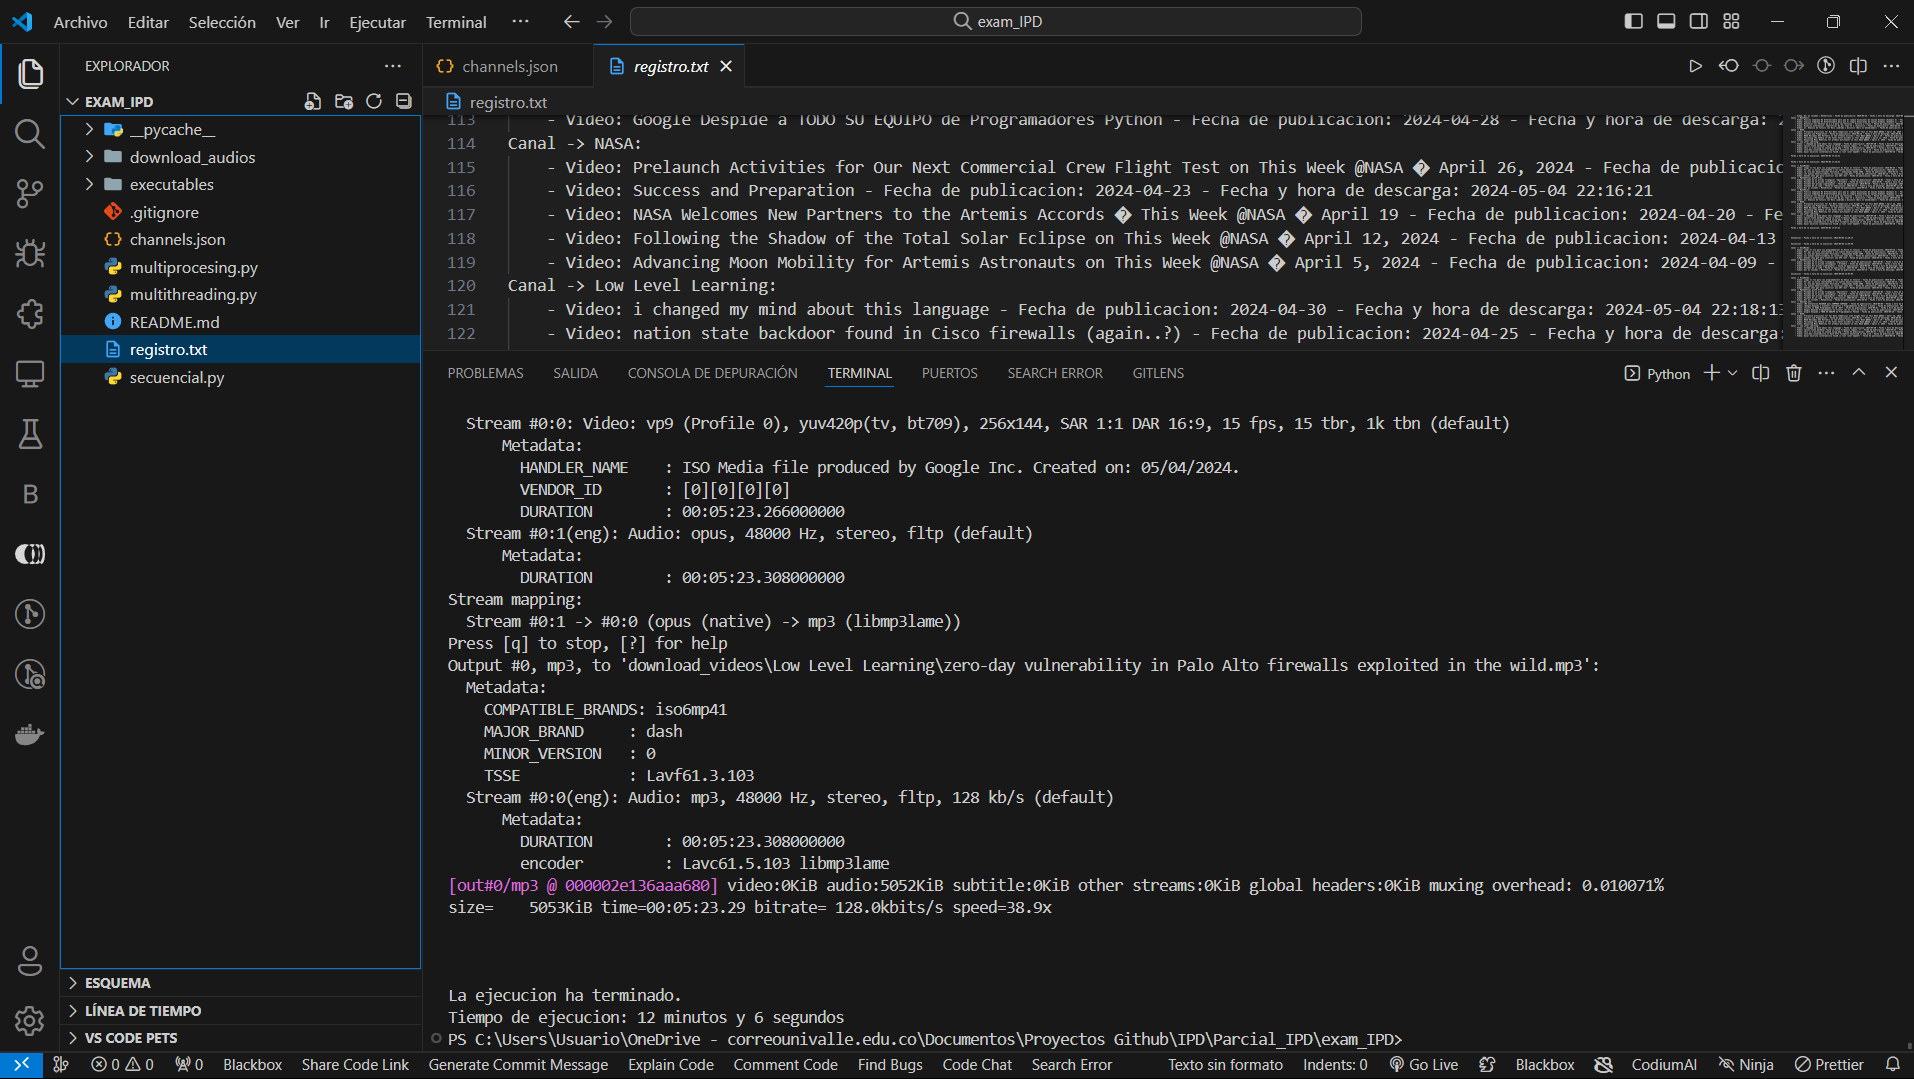 Archivo Editar Selección Ver Ir Ejecutar Terminal ··· exam_IPD
EXPLORADOR ···
EXAM_IPD
__pycache__
download_audios
executables
.gitignore
channels.json
multiprocesing.py
multithreading.py
README.md
registro.txt
secuencial.py
ESQUEMA
LÍNEA DE TIEMPO
VS CODE PETS
channels.json registro.txt
registro.txt
113 - Video: Google Despide a TODO SU EQUIPO de Programadores Python - Fecha de publicacion: 2024-04-28 - Fecha y hora de descarga:
114 Canal -> NASA:
115 - Video: Prelaunch Activities for Our Next Commercial Crew Flight Test on This Week @NASA � April 26, 2024 - Fecha de publicacio
116 - Video: Success and Preparation - Fecha de publicacion: 2024-04-23 - Fecha y hora de descarga: 2024-05-04 22:16:21
117 - Video: NASA Welcomes New Partners to the Artemis Accords � This Week @NASA � April 19 - Fecha de publicacion: 2024-04-20 - Fe
118 - Video: Following the Shadow of the Total Solar Eclipse on This Week @NASA � April 12, 2024 - Fecha de publicacion: 2024-04-13
119 - Video: Advancing Moon Mobility for Artemis Astronauts on This Week @NASA � April 5, 2024 - Fecha de publicacion: 2024-04-09 -
120 Canal -> Low Level Learning:
121 - Video: i changed my mind about this language - Fecha de publicacion: 2024-04-30 - Fecha y hora de descarga: 2024-05-04 22:18:1
122 - Video: nation state backdoor found in Cisco firewalls (again..?) - Fecha de publicacion: 2024-04-25 - Fecha y hora de descarga:
PROBLEMAS SALIDA CONSOLA DE DEPURACIÓN TERMINAL PUERTOS SEARCH ERROR GITLENS Python
Stream #0:0: Video: vp9 (Profile 0), yuv420p(tv, bt709), 256x144, SAR 1:1 DAR 16:9, 15 fps, 15 tbr, 1k tbn (default)
Metadata:
HANDLER_NAME : ISO Media file produced by Google Inc. Created on: 05/04/2024.
VENDOR_ID : [0][0][0][0]
DURATION : 00:05:23.266000000
Stream #0:1(eng): Audio: opus, 48000 Hz, stereo, fltp (default)
Metadata:
DURATION : 00:05:23.308000000
Stream mapping:
Stream #0:1 -> #0:0 (opus (native) -> mp3 (libmp3lame))
Press [q] to stop, [?] for help
Output #0, mp3, to 'download_videos\Low Level Learning\zero-day vulnerability in Palo Alto firewalls exploited in the wild.mp3':
Metadata:
COMPATIBLE_BRANDS: iso6mp41
MAJOR_BRAND : dash
MINOR_VERSION : 0
TSSE : Lavf61.3.103
Stream #0:0(eng): Audio: mp3, 48000 Hz, stereo, fltp, 128 kb/s (default)
Metadata:
DURATION : 00:05:23.308000000
encoder : Lavc61.5.103 libmp3lame
[out#0/mp3 @ 000002e136aaa680] video:0KiB audio:5052KiB subtitle:0KiB other streams:0KiB global headers:0KiB muxing overhead: 0.010071%
size= 5053KiB time=00:05:23.29 bitrate= 128.0kbits/s speed=38.9x
La ejecucion ha terminado.
Tiempo de ejecucion: 12 minutos y 6 segundos
PS C:\Users\Usuario\OneDrive - correounivalle.edu.co\Documentos\Proyectos Github\IPD\Parcial_IPD\exam_IPD>
0 0 0 Blackbox Share Code Link Generate Commit Message Explain Code Comment Code Find Bugs Code Chat Search Error Texto sin formato Indents: 0 Go Live Blackbox CodiumAI Ninja Prettier